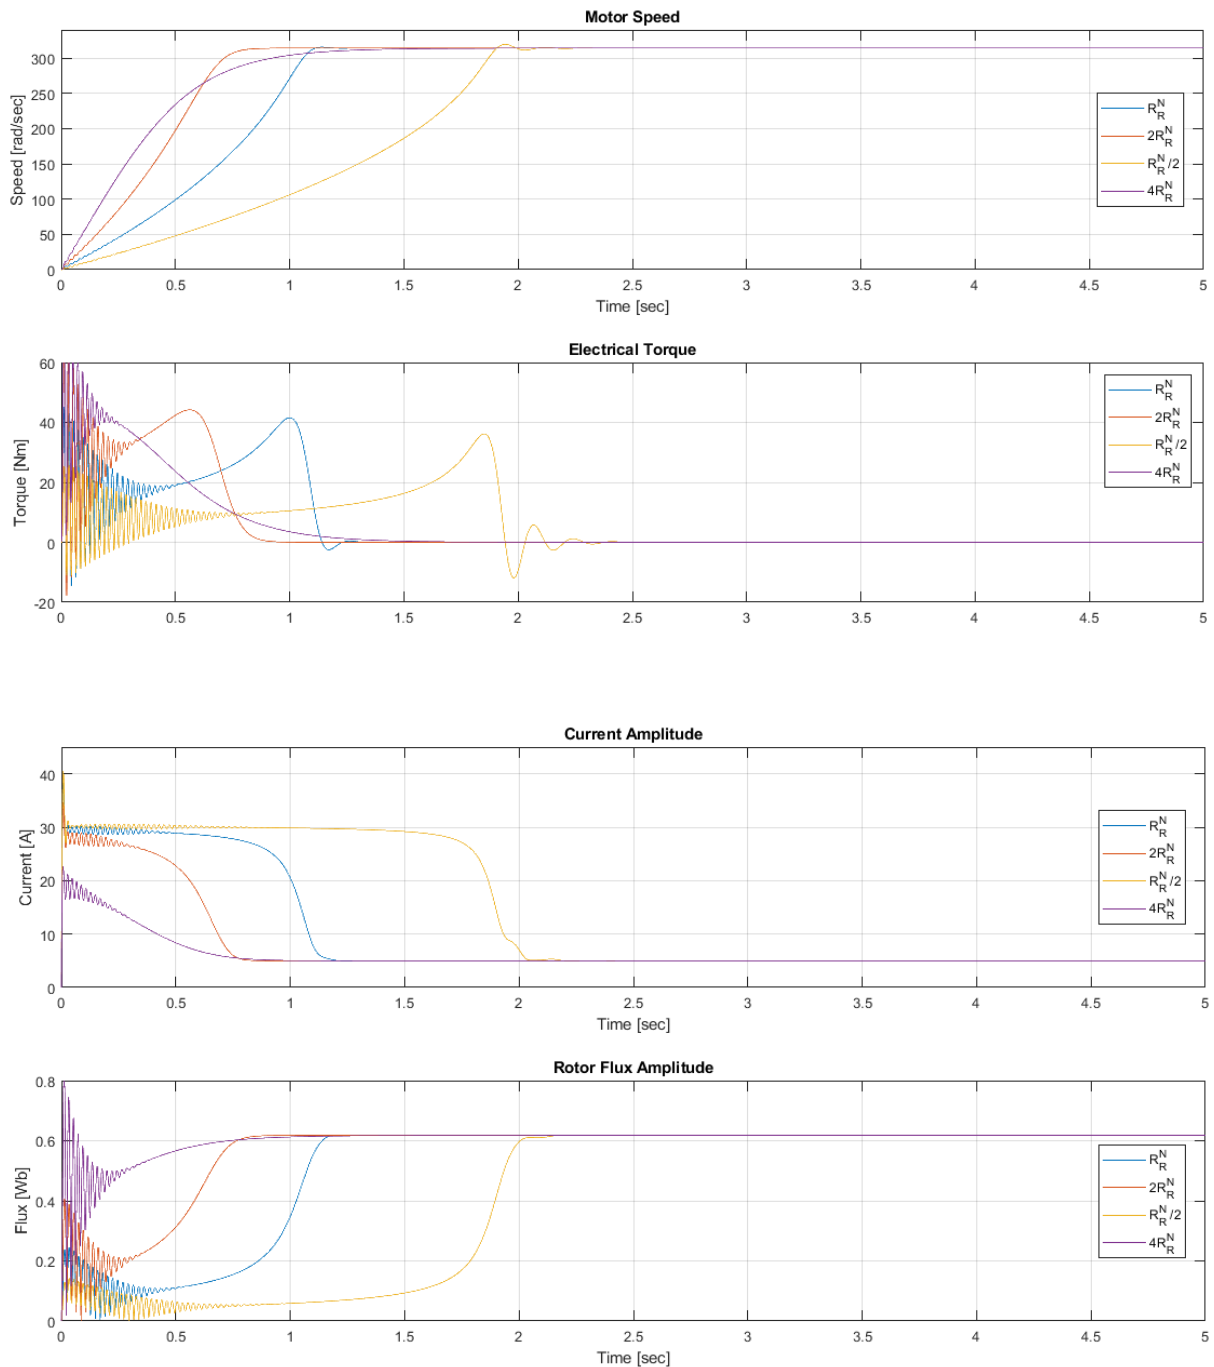 Motor Speed
Speed [rad/sec]
300
250
200
150
100
50
0
R_R^N
2R_R^N
R_R^N/2
4R_R^N
0 0.5 1 1.5 2 2.5 3 3.5 4 4.5 5
Time [sec]
Electrical Torque
Torque [Nm]
60
40
20
0
-20
R_R^N
2R_R^N
R_R^N/2
4R_R^N
0 0.5 1 1.5 2 2.5 3 3.5 4 4.5 5
Current Amplitude
Current [A]
40
30
20
10
0
R_R^N
2R_R^N
R_R^N/2
4R_R^N
0 0.5 1 1.5 2 2.5 3 3.5 4 4.5 5
Time [sec]
Rotor Flux Amplitude
Flux [Wb]
0.8
0.6
0.4
0.2
0
R_R^N
2R_R^N
R_R^N/2
4R_R^N
0 0.5 1 1.5 2 2.5 3 3.5 4 4.5 5
Time [sec]